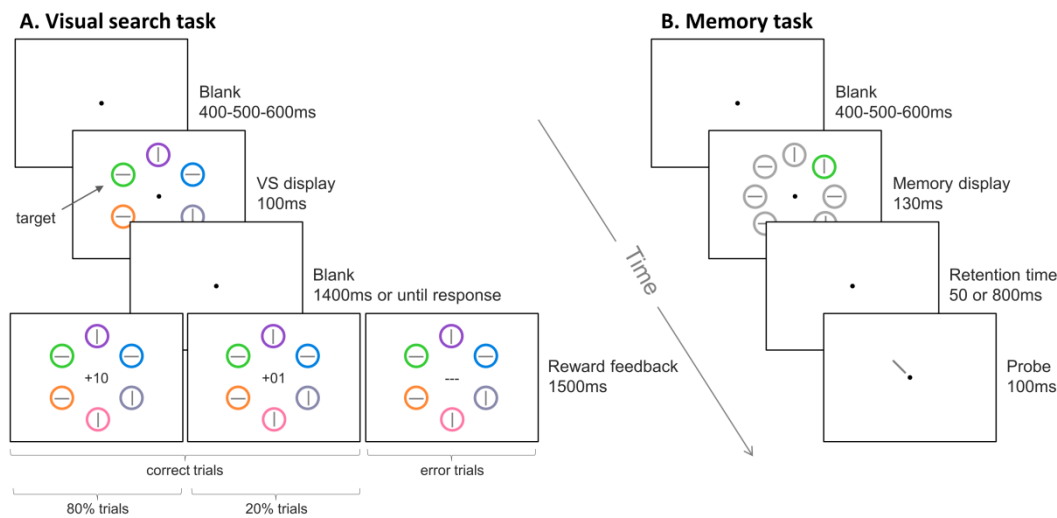 A. Visual search task
Blank
400-500-600ms
target
VS display
100ms
Blank
1400ms or until response
+10
+01
---
Reward feedback
1500ms
correct trials
error trials
80% trials
20% trials
Time
B. Memory task
Blank
400-500-600ms
Memory display
130ms
Retention time
50 or 800ms
Probe
100ms